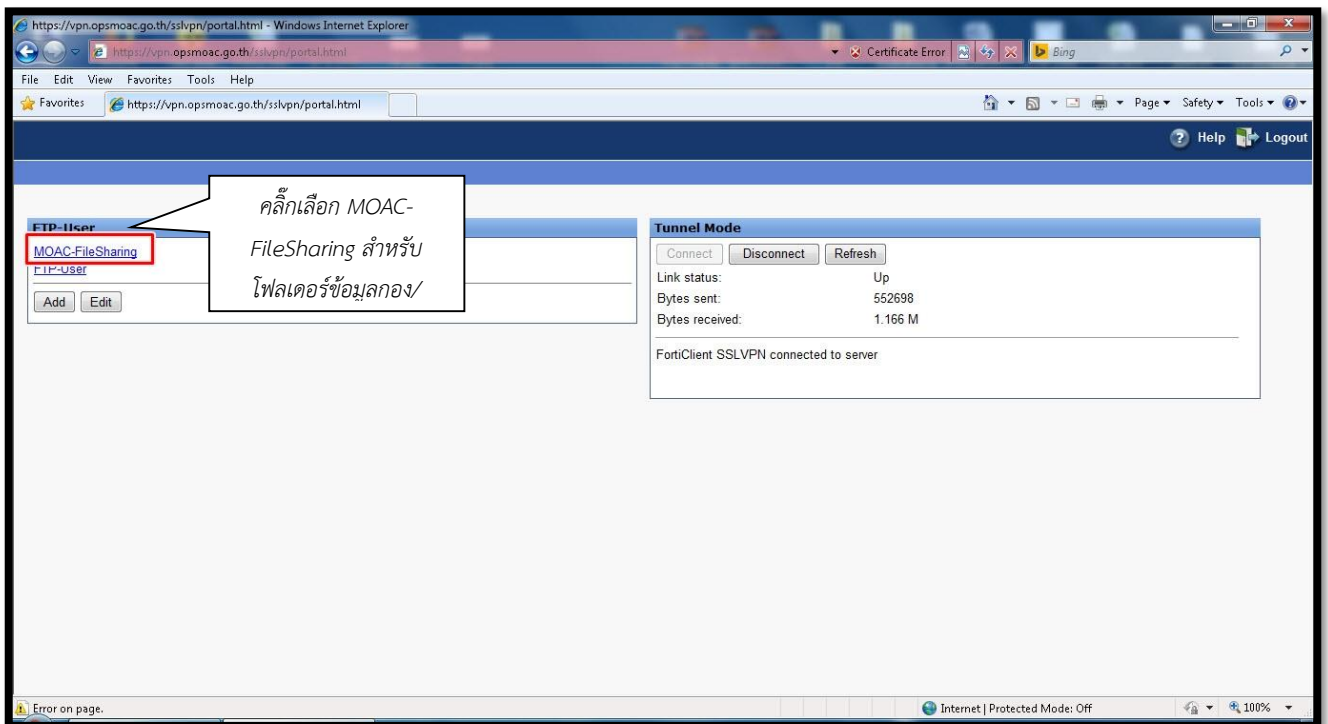 https://vpn.opsmoac.go.th/sslvpn/portal.html - Windows Internet Explorer
https://vpn.opsmoac.go.th/sslvpn/portal.html
Certificate Error
Bing
File Edit View Favorites Tools Help
Favorites
https://vpn.opsmoac.go.th/sslvpn/portal.html
Page Safety Tools
Help Logout
FTP-User
MOAC-FileSharing
FTP-User
Add Edit
คลิ๊กเลือก MOAC-
FileSharing สำหรับ
โฟลเดอร์ข้อมูลกอง/
Tunnel Mode
Connect Disconnect Refresh
Link status: Up
Bytes sent: 552698
Bytes received: 1.166 M
FortiClient SSLVPN connected to server
Error on page.
Internet | Protected Mode: Off
100%